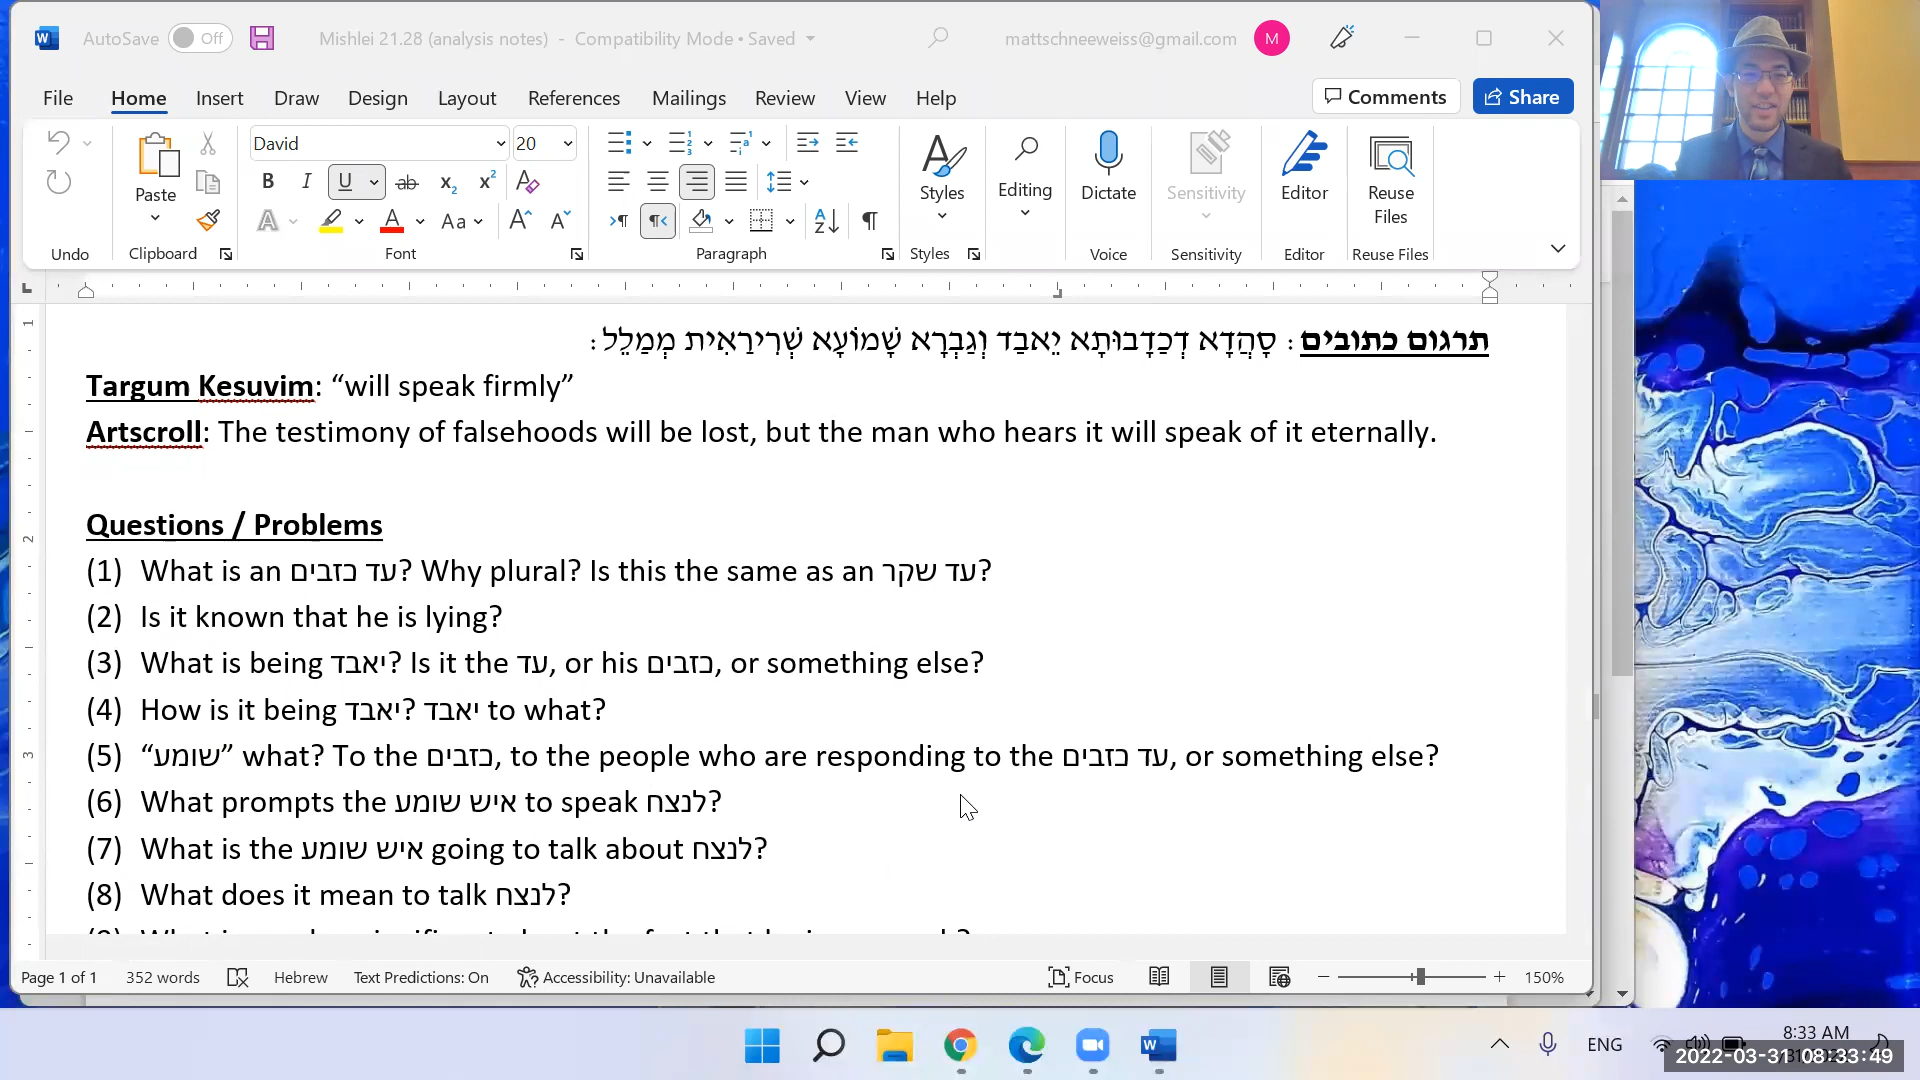 AutoSave Off Mishlei 21.28 (analysis notes) - Compatibility Mode • Saved mattschneeweiss@gmail.com M
File Home Insert Draw Design Layout References Mailings Review View Help Comments Share
David 20
Paste Styles Editing Dictate Sensitivity Editor Reuse Files
Undo Clipboard Font Paragraph Styles Voice Sensitivity Editor Reuse Files
תרגום כתובים: סָהֲדָא דְכַדָבוּתָא יֵאבַד וְגַבְרָא שָׁמוֹעָא שְׁרִירַאִית מְמַלֵל:
Targum Kesuvim: “will speak firmly”
Artscroll: The testimony of falsehoods will be lost, but the man who hears it will speak of it eternally.
Questions / Problems
(1) What is an עד כזבים? Why plural? Is this the same as an עד שקר?
(2) Is it known that he is lying?
(3) What is being יאבד? Is it the עד, or his כזבים, or something else?
(4) How is it being יאבד? יאבד to what?
(5) “שומע” what? To the כזבים, to the people who are responding to the עד כזבים, or something else?
(6) What prompts the איש שומע to speak לנצח?
(7) What is the איש שומע going to talk about לנצח?
(8) What does it mean to talk לנצח?
Page 1 of 1 352 words Hebrew Text Predictions: On Accessibility: Unavailable Focus 150%
ENG 8:33 AM
2022-03-31 08:33:49